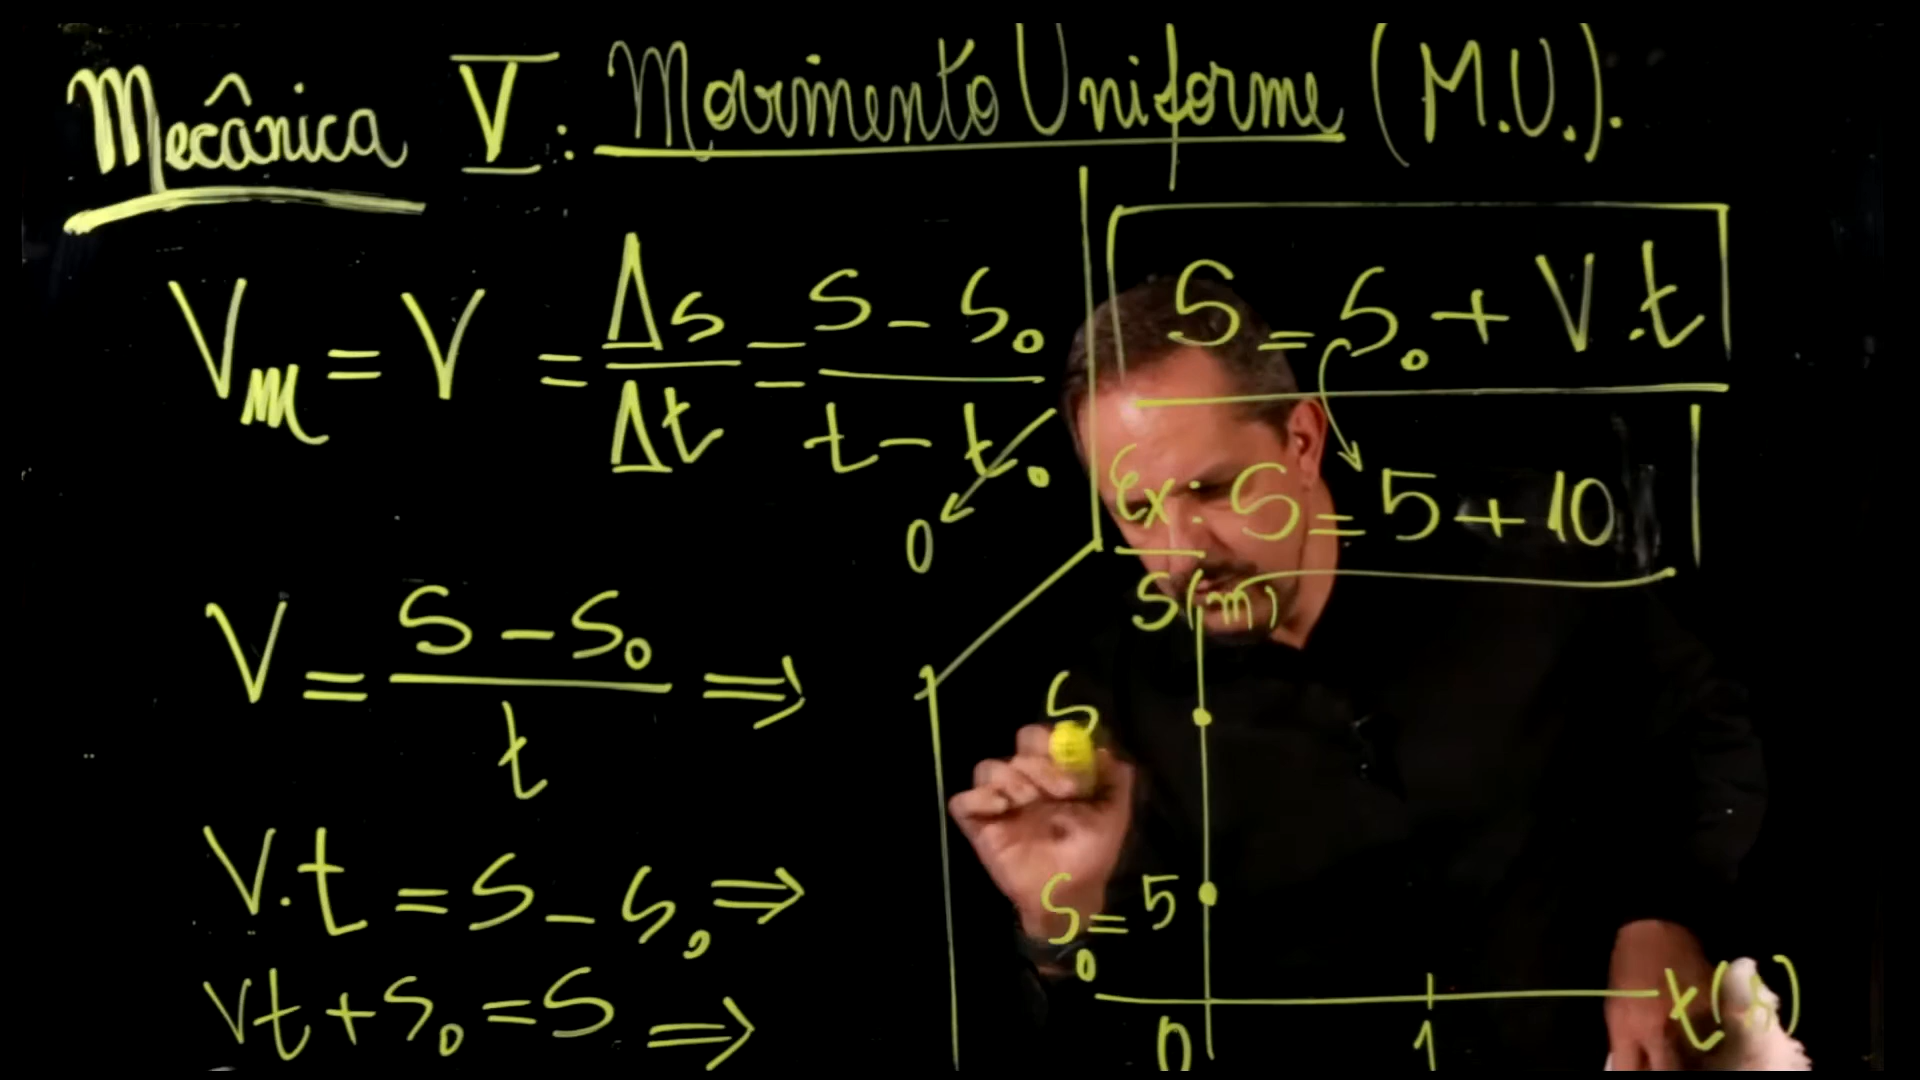 Mecânica V: Movimento Uniforme (M.U.).
Vm = V = Δs/Δt = S - S₀/t - t₀
0
V = S - S₀/t ⇒
V.t = S - S₀ ⇒
Vt + S₀ = S ⇒
S = S₀ + V.t
Ex: S = 5 + 10
S(m)
S
S₀ = 5
0 1 t(s)